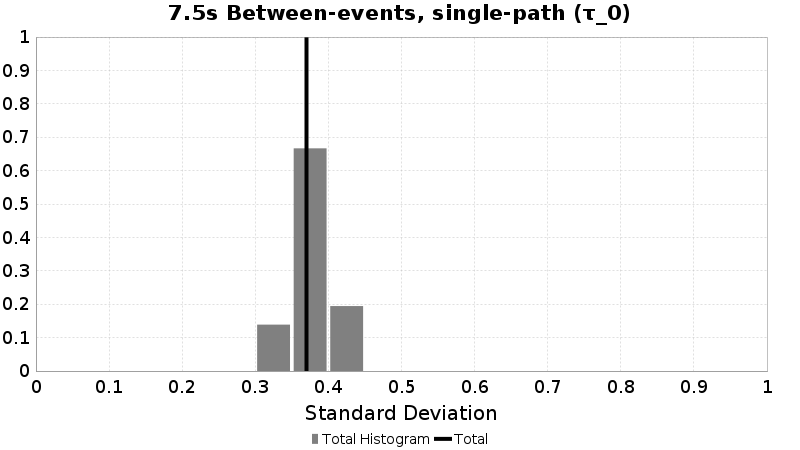 7.5s Between-events, single-path (τ_0)
1
0.9
0.8
0.7
0.6
0.5
0.4
0.3
0.2
0.1
0
0 0.1 0.2 0.3 0.4 0.5 0.6 0.7 0.8 0.9 1
Standard Deviation
Total Histogram Total